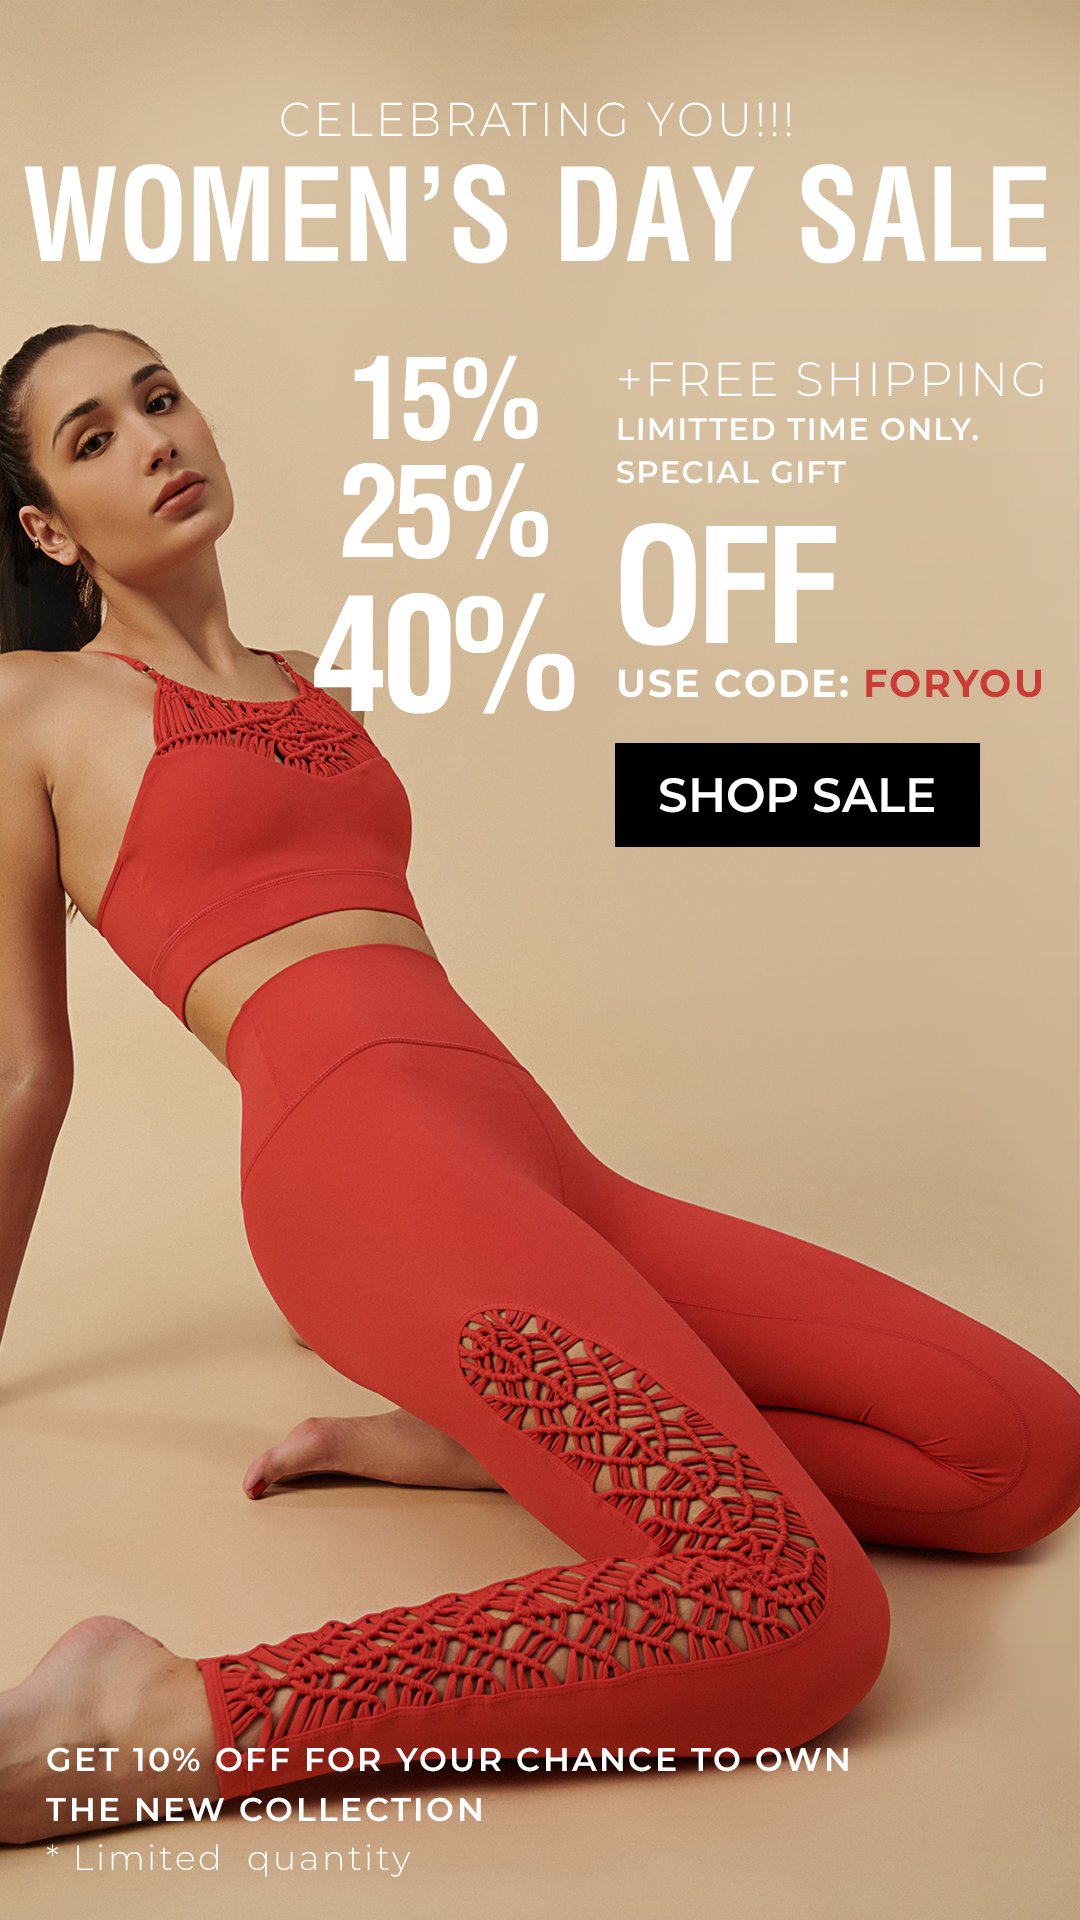 CELEBRATING YOU!!!
WOMEN'S DAY SALE
15%
25%
40%
+FREE SHIPPING
LIMITTED TIME ONLY.
SPECIAL GIFT
OFF
USE CODE: FORYOU
SHOP SALE
GET 10% OFF FOR YOUR CHANCE TO OWN
THE NEW COLLECTION
* Limited quantity